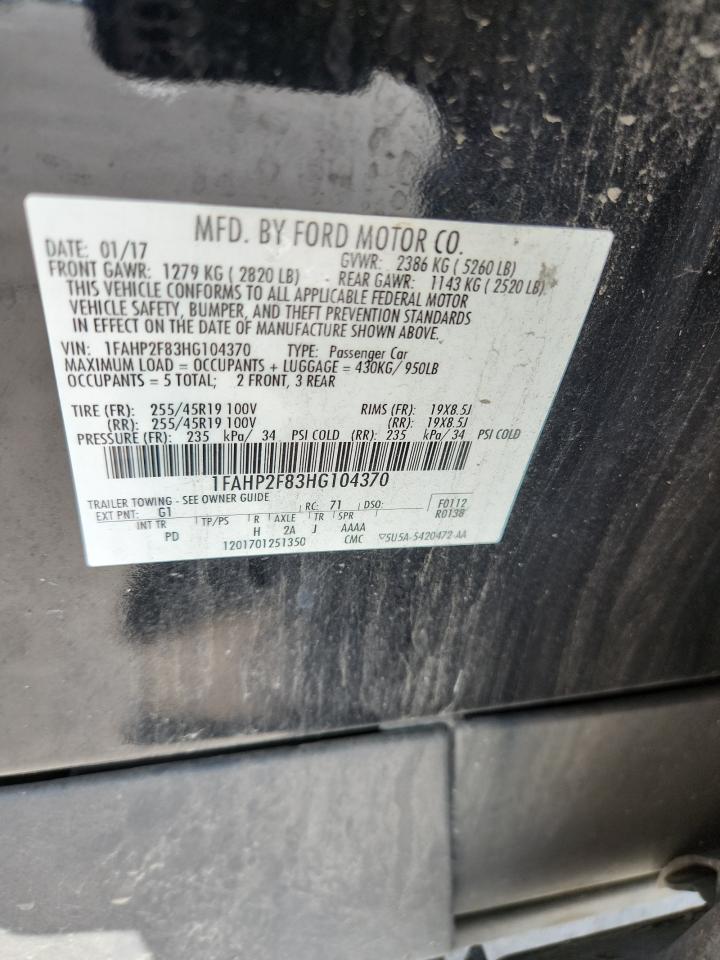 MFD. BY FORD MOTOR CO.
DATE: 01/17 GVWR: 2386 KG ( 5260 LB)
FRONT GAWR: 1279 KG ( 2820 LB) REAR GAWR: 1143 KG ( 2520 LB)
THIS VEHICLE CONFORMS TO ALL APPLICABLE FEDERAL MOTOR
VEHICLE SAFETY, BUMPER, AND THEFT PREVENTION STANDARDS
IN EFFECT ON THE DATE OF MANUFACTURE SHOWN ABOVE.
VIN: 1FAHP2F83HG104370 TYPE: Passenger Car
MAXIMUM LOAD = OCCUPANTS + LUGGAGE = 430KG/ 950LB
OCCUPANTS = 5 TOTAL; 2 FRONT, 3 REAR
TIRE (FR): 255/45R19 100V RIMS (FR): 19X8.5J
(RR): 255/45R19 100V (RR): 19X8.5J
PRESSURE (FR): 235 kPa/ 34 PSI COLD (RR): 235 kPa/ 34 PSI COLD
1FAHP2F83HG104370
TRAILER TOWING - SEE OWNER GUIDE
EXT PNT: G1 RC: 71 DSO: F0112
R0138
INT TR TP/PS R AXLE TR SPR
PD H 2A J AAAA
1201701251350 CMC 5U5A-5420472-AA